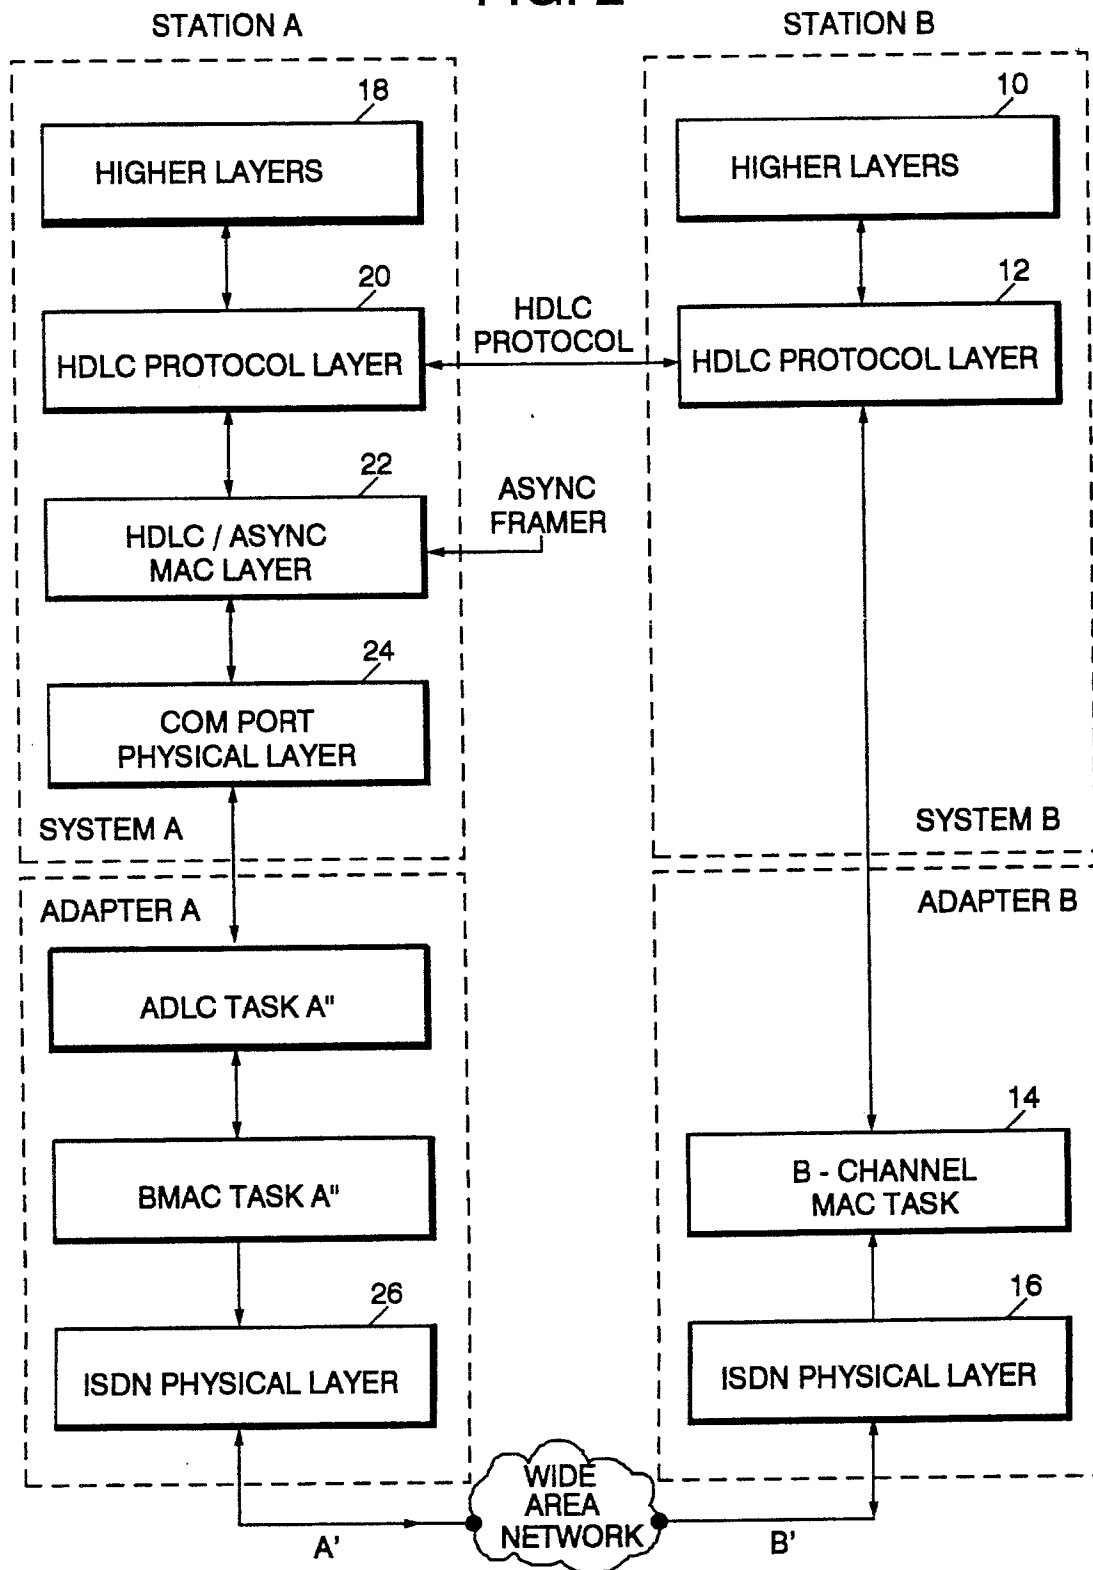 STATION A
18
HIGHER LAYERS
20
HDLC PROTOCOL LAYER
22
HDLC / ASYNC
MAC LAYER
24
COM PORT
PHYSICAL LAYER
SYSTEM A
ADAPTER A
ADLC TASK A"
BMAC TASK A"
26
ISDN PHYSICAL LAYER
HDLC
PROTOCOL
ASYNC
FRAMER
STATION B
10
HIGHER LAYERS
12
HDLC PROTOCOL LAYER
SYSTEM B
ADAPTER B
14
B - CHANNEL
MAC TASK
16
ISDN PHYSICAL LAYER
WIDE
AREA
NETWORK
A'
B'